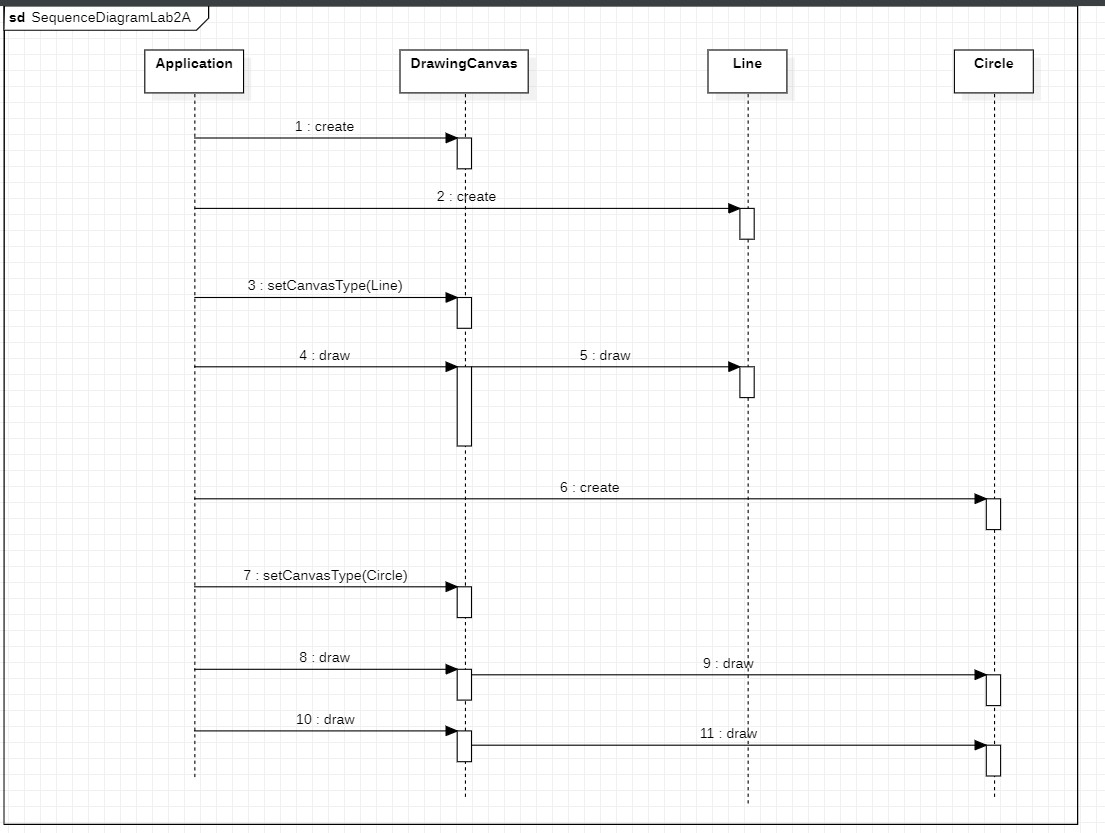 sd SequenceDiagramLab2A
Application
DrawingCanvas
Line
Circle
1 : create
2 : create
3 : setCanvasType(Line)
4 : draw
5 : draw
6 : create
7 : setCanvasType(Circle)
8 : draw
9 : draw
10 : draw
11 : draw